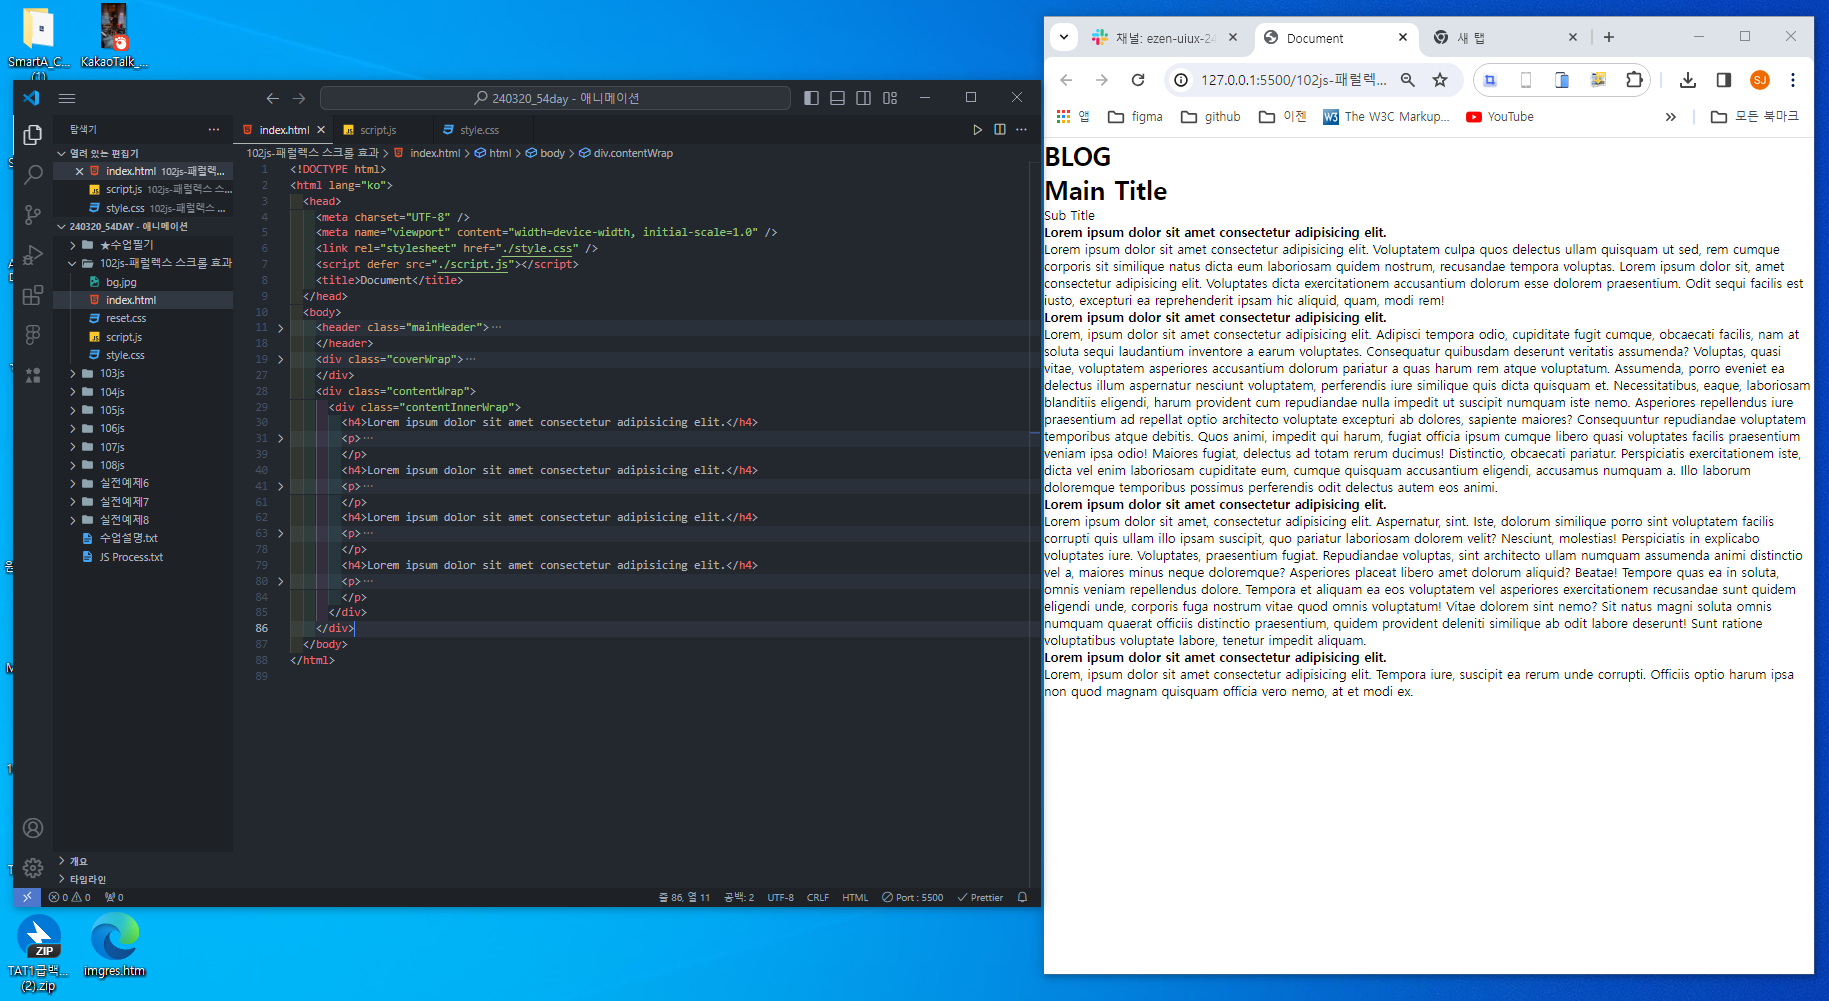 SmartA_C...
(1)
KakaoTalk_...
240320_54day - 애니메이션
탐색기
index.html
script.js
style.css
열려 있는 편집기
102js-패럴렉스 스크롤 효과 > index.html > html > body > div.contentWrap
index.html 102js-패럴렉...
script.js 102js-패럴렉스 스...
style.css 102js-패럴렉스 ...
240320_54DAY - 애니메이션
★수업필기
102js-패럴렉스 스크롤 효과
bg.jpg
index.html
reset.css
script.js
style.css
103js
104js
105js
106js
107js
108js
실전예제6
실전예제7
실전예제8
수업설명.txt
JS Process.txt
개요
타임라인
1 <!DOCTYPE html>
2 <html lang="ko">
3 <head>
4 <meta charset="UTF-8" />
5 <meta name="viewport" content="width=device-width, initial-scale=1.0" />
6 <link rel="stylesheet" href="./style.css" />
7 <script defer src="./script.js"></script>
8 <title>Document</title>
9 </head>
10 <body>
11 <header class="mainHeader">...
18 </header>
19 <div class="coverWrap">...
27 </div>
28 <div class="contentWrap">
29 <div class="contentInnerWrap">
30 <h4>Lorem ipsum dolor sit amet consectetur adipisicing elit.</h4>
31 <p>...
39 </p>
40 <h4>Lorem ipsum dolor sit amet consectetur adipisicing elit.</h4>
41 <p>...
61 </p>
62 <h4>Lorem ipsum dolor sit amet consectetur adipisicing elit.</h4>
63 <p>...
78 </p>
79 <h4>Lorem ipsum dolor sit amet consectetur adipisicing elit.</h4>
80 <p>...
84 </p>
85 </div>
86 </div>
87 </body>
88 </html>
89
0 0 0
줄 86, 열 11 공백: 2 UTF-8 CRLF HTML Port : 5500 Prettier
ZIP
TAT1급백...
(2).zip
imgres.htm
채널: ezen-uiux-24
Document
새 탭
127.0.0.1:5500/102js-패럴렉...
SJ
앱 figma github 이젠 The W3C Markup... YouTube 모든 북마크
BLOG
Main Title
Sub Title
Lorem ipsum dolor sit amet consectetur adipisicing elit.
Lorem ipsum dolor sit amet consectetur adipisicing elit. Voluptatem culpa quos delectus ullam quisquam ut sed, rem cumque
corporis sit similique natus dicta eum laboriosam quidem nostrum, recusandae tempora voluptas. Lorem ipsum dolor sit, amet
consectetur adipisicing elit. Voluptates dicta exercitationem accusantium dolorum esse dolorem praesentium. Odit sequi facilis est
iusto, excepturi ea reprehenderit ipsam hic aliquid, quam, modi rem!
Lorem ipsum dolor sit amet consectetur adipisicing elit.
Lorem, ipsum dolor sit amet consectetur adipisicing elit. Adipisci tempora odio, cupiditate fugit cumque, obcaecati facilis, nam at
soluta sequi laudantium inventore a earum voluptates. Consequatur quibusdam deserunt veritatis assumenda? Voluptas, quasi
vitae, voluptatem asperiores accusantium dolorum pariatur a quas harum rem atque voluptatum. Assumenda, porro eveniet ea
delectus illum aspernatur nesciunt voluptatem, perferendis iure similique quis dicta quisquam et. Necessitatibus, eaque, laboriosam
blanditiis eligendi, harum provident cum repudiandae nulla impedit ut suscipit numquam iste nemo. Asperiores repellendus iure
praesentium ad repellat optio architecto voluptate excepturi ab dolores, sapiente maiores? Consequuntur repudiandae voluptatem
temporibus atque debitis. Quos animi, impedit qui harum, fugiat officia ipsum cumque libero quasi voluptates facilis praesentium
veniam ipsa odio! Maiores fugiat, delectus ad totam rerum ducimus! Distinctio, obcaecati pariatur. Perspiciatis exercitationem iste,
dicta vel enim laboriosam cupiditate eum, cumque quisquam accusantium eligendi, accusamus numquam a. Illo laborum
doloremque temporibus possimus perferendis odit delectus autem eos animi.
Lorem ipsum dolor sit amet consectetur adipisicing elit.
Lorem ipsum dolor sit amet, consectetur adipisicing elit. Aspernatur, sint. Iste, dolorum similique porro sint voluptatem facilis
corrupti quis ullam illo ipsam suscipit, quo pariatur laboriosam dolorem velit? Nesciunt, molestias! Perspiciatis in explicabo
voluptates iure. Voluptates, praesentium fugiat. Repudiandae voluptas, sint architecto ullam numquam assumenda animi distinctio
vel a, maiores minus neque doloremque? Asperiores placeat libero amet dolorum aliquid? Beatae! Tempore quas ea in soluta,
omnis veniam repellendus dolore. Tempora et aliquam ea eos voluptatem vel asperiores exercitationem recusandae sunt quidem
eligendi unde, corporis fuga nostrum vitae quod omnis voluptatum! Vitae dolorem sint nemo? Sit natus magni soluta omnis
numquam quaerat officiis distinctio praesentium, quidem provident deleniti similique ab odit labore deserunt! Sunt ratione
voluptatibus voluptate labore, tenetur impedit aliquam.
Lorem ipsum dolor sit amet consectetur adipisicing elit.
Lorem, ipsum dolor sit amet consectetur adipisicing elit. Tempora iure, suscipit ea rerum unde corrupti. Officiis optio harum ipsa
non quod magnam quisquam officia vero nemo, at et modi ex.